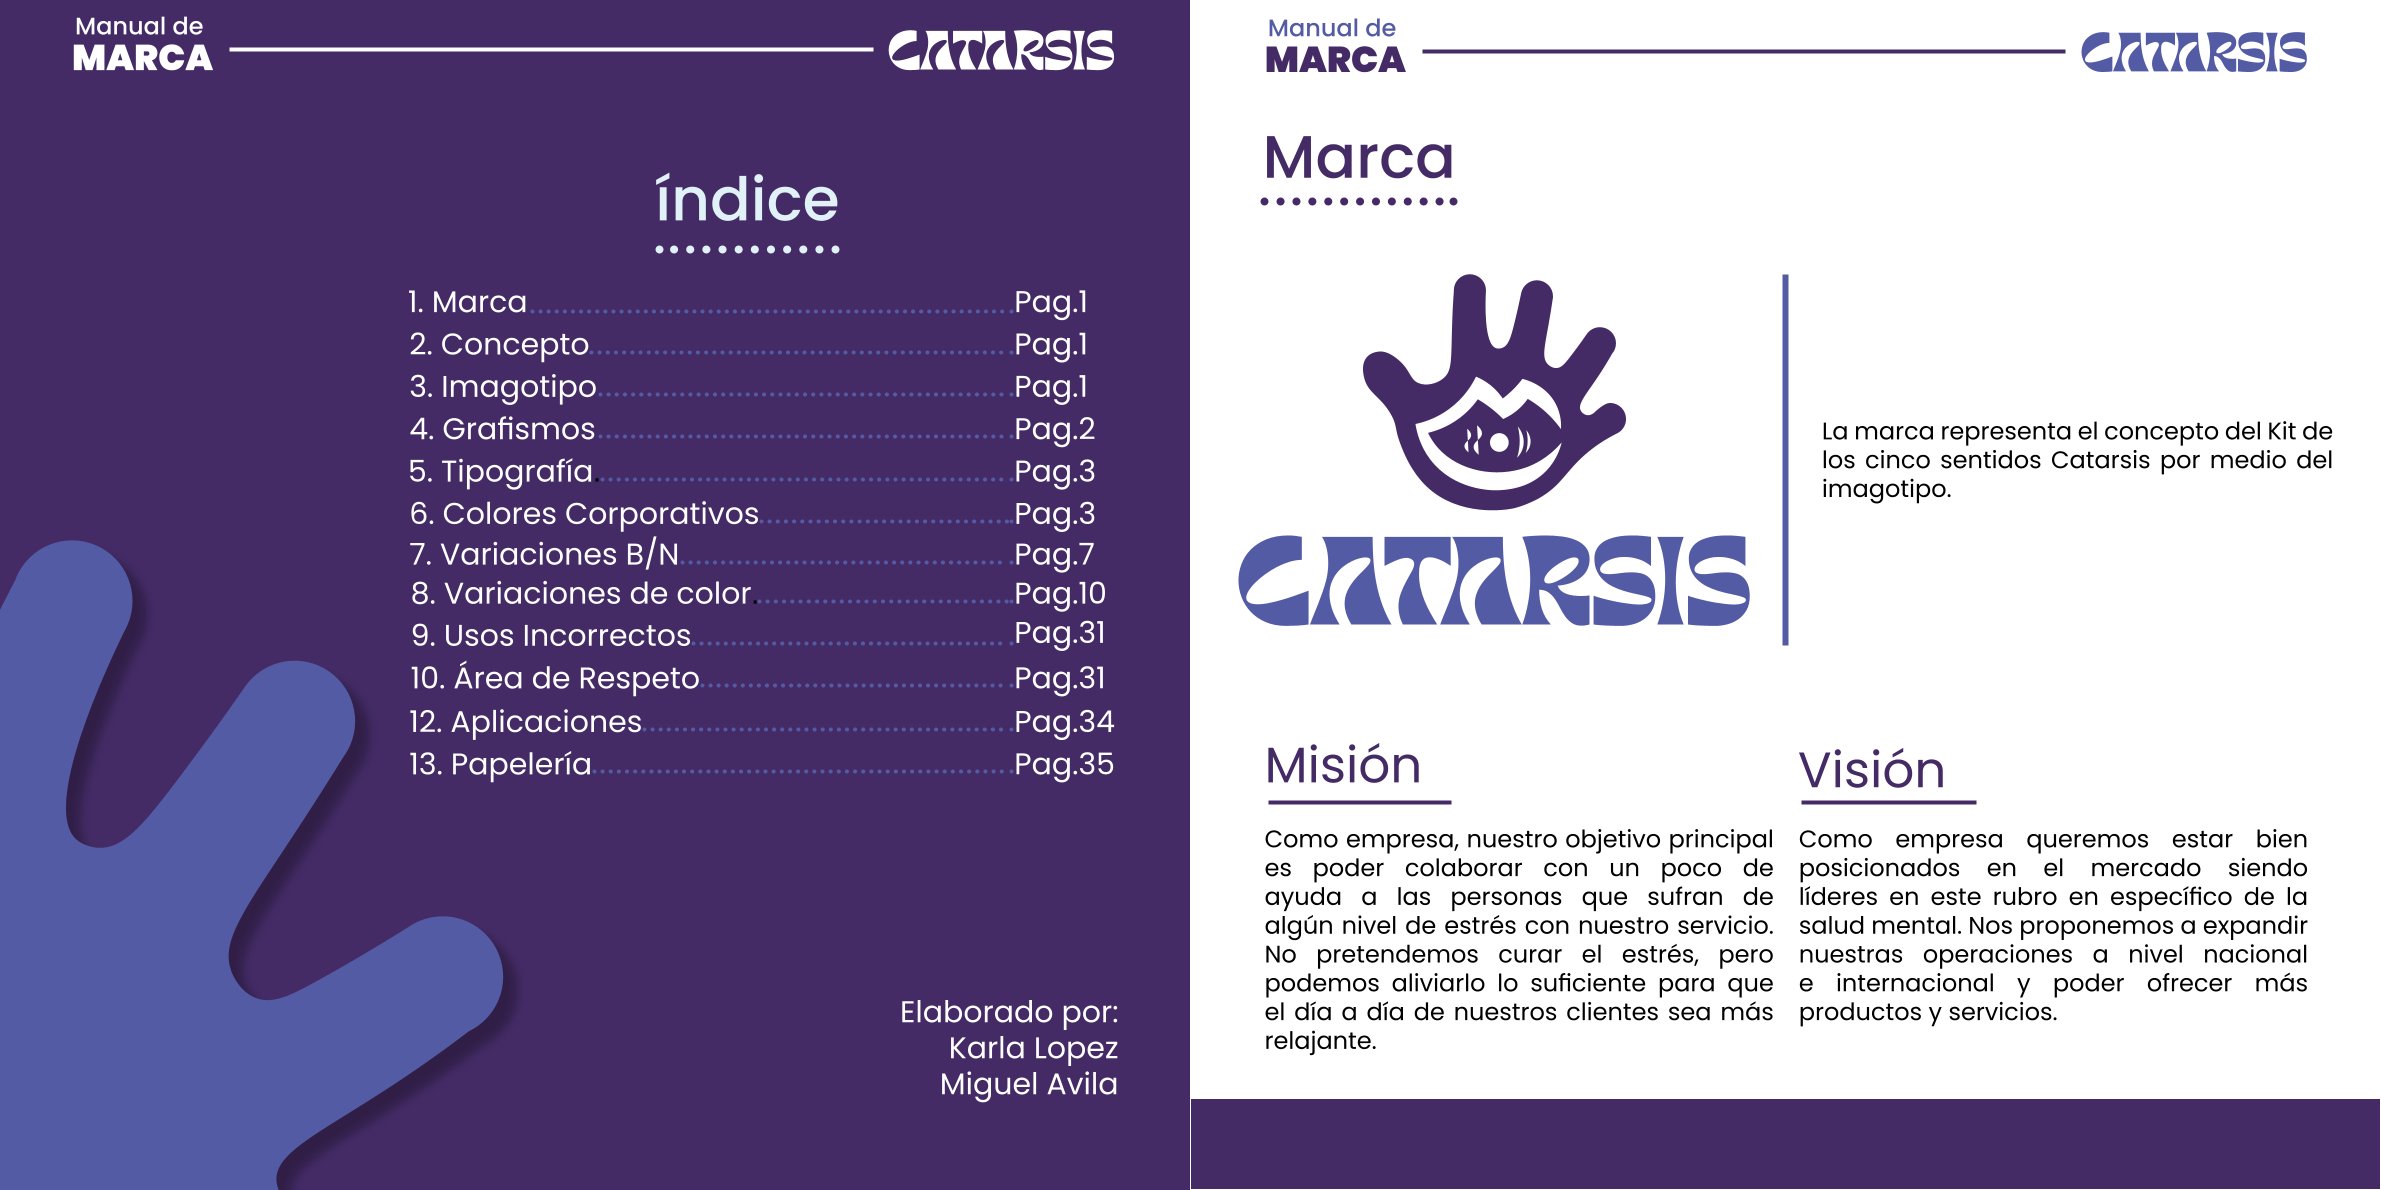 Manual de
MARCA
CATARSIS
índice
1. Marca........Pag.1
2. Concepto........Pag.1
3. Imagotipo........Pag.1
4. Grafismos........Pag.2
5. Tipografía........Pag.3
6. Colores Corporativos........Pag.3
7. Variaciones B/N........Pag.7
8. Variaciones de color........Pag.10
9. Usos Incorrectos........Pag.31
10. Área de Respeto........Pag.31
12. Aplicaciones........Pag.34
13. Papelería........Pag.35
Elaborado por:
Karla Lopez
Miguel Avila
Manual de
MARCA
CATARSIS
Marca
CATARSIS
La marca representa el concepto del Kit de
los cinco sentidos Catarsis por medio del
imagotipo.
Misión
Como empresa, nuestro objetivo principal
es poder colaborar con un poco de
ayuda a las personas que sufran de
algún nivel de estrés con nuestro servicio.
No pretendemos curar el estrés, pero
podemos aliviarlo lo suficiente para que
el día a día de nuestros clientes sea más
relajante.
Visión
Como empresa queremos estar bien
posicionados en el mercado siendo
líderes en este rubro en específico de la
salud mental. Nos proponemos a expandir
nuestras operaciones a nivel nacional
e internacional y poder ofrecer más
productos y servicios.